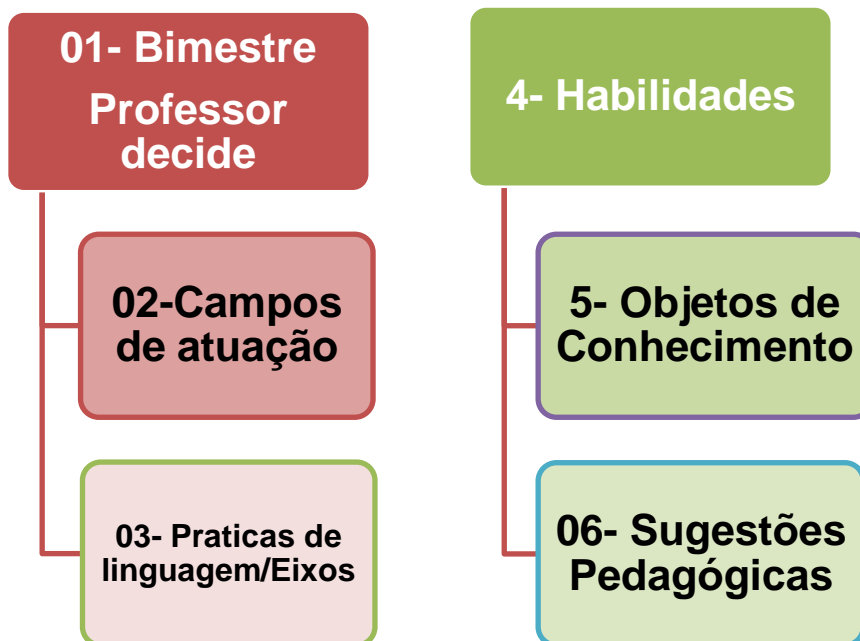 01- Bimestre
Professor
decide
02-Campos
de atuação
03- Praticas de
linguagem/Eixos
4- Habilidades
5- Objetos de
Conhecimento
06- Sugestões
Pedagógicas